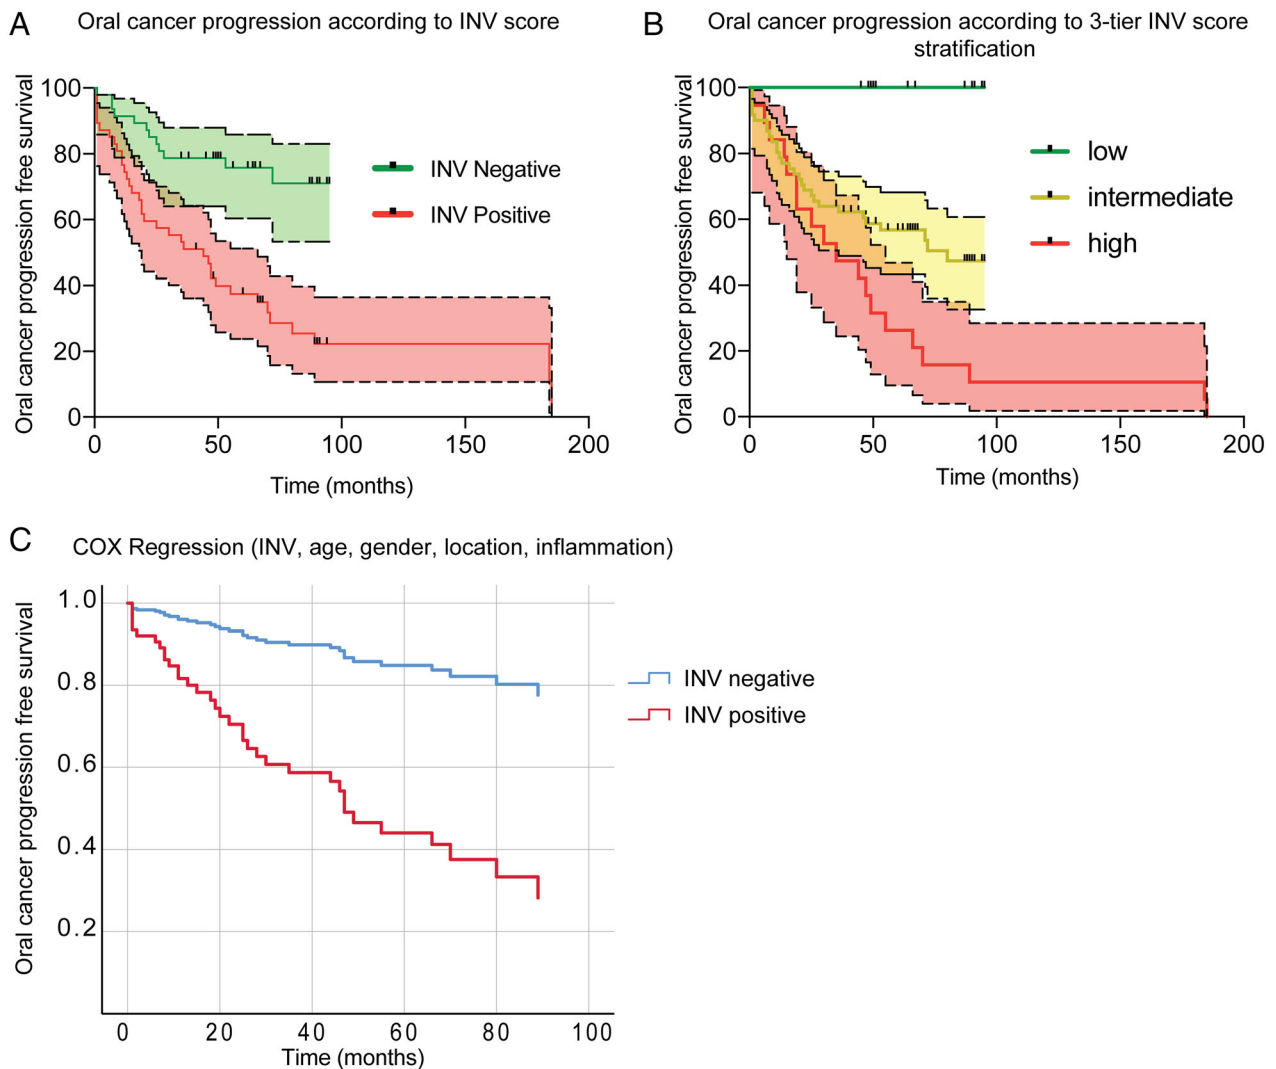 A
Oral cancer progression according to INV score
Oral cancer progression free survival
100
80
60
40
20
0
0 50 100 150 200
Time (months)
INV Negative
INV Positive
B
Oral cancer progression according to 3-tier INV score
stratification
Oral cancer progression free survival
100
80
60
40
20
0
0 50 100 150 200
Time (months)
low
intermediate
high
C
COX Regression (INV, age, gender, location, inflammation)
Oral cancer progression free survival
1.0
0.8
0.6
0.4
0.2
0 20 40 60 80 100
Time (months)
INV negative
INV positive